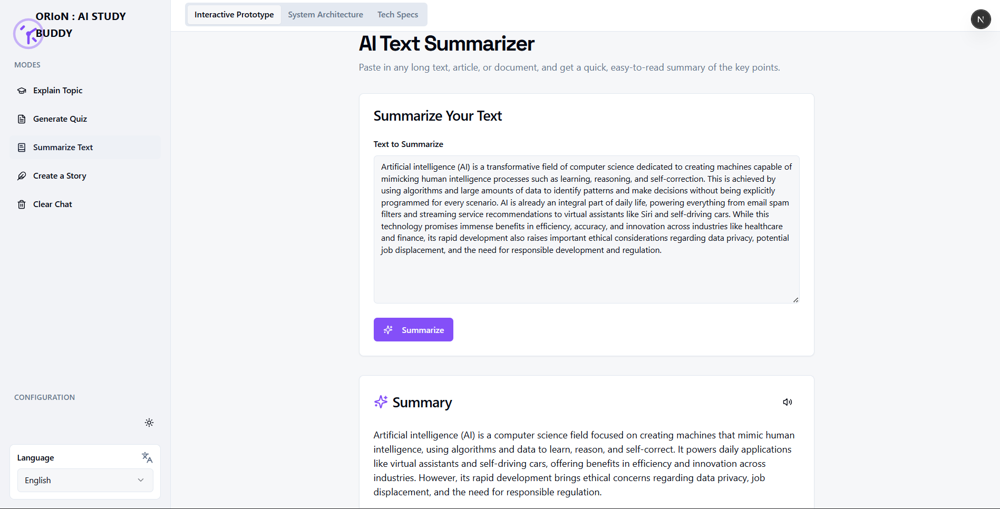 ORIoN : AI STUDY
BUDDY
MODES
Explain Topic
Generate Quiz
Summarize Text
Create a Story
Clear Chat
CONFIGURATION
Language
English
Interactive Prototype
System Architecture
Tech Specs
N
AI Text Summarizer
Paste in any long text, article, or document, and get a quick, easy-to-read summary of the key points.
Summarize Your Text
Text to Summarize
Artificial intelligence (AI) is a transformative field of computer science dedicated to creating machines capable of
mimicking human intelligence processes such as learning, reasoning, and self-correction. This is achieved by
using algorithms and large amounts of data to identify patterns and make decisions without being explicitly
programmed for every scenario. AI is already an integral part of daily life, powering everything from email spam
filters and streaming service recommendations to virtual assistants like Siri and self-driving cars. While this
technology promises immense benefits in efficiency, accuracy, and innovation across industries like healthcare
and finance, its rapid development also raises important ethical considerations regarding data privacy, potential
job displacement, and the need for responsible development and regulation.
Summarize
Summary
Artificial intelligence (AI) is a computer science field focused on creating machines that mimic human
intelligence, using algorithms and data to learn, reason, and self-correct. It powers daily applications
like virtual assistants and self-driving cars, offering benefits in efficiency and innovation across
industries. However, its rapid development brings ethical concerns regarding data privacy, job
displacement, and the need for responsible regulation.